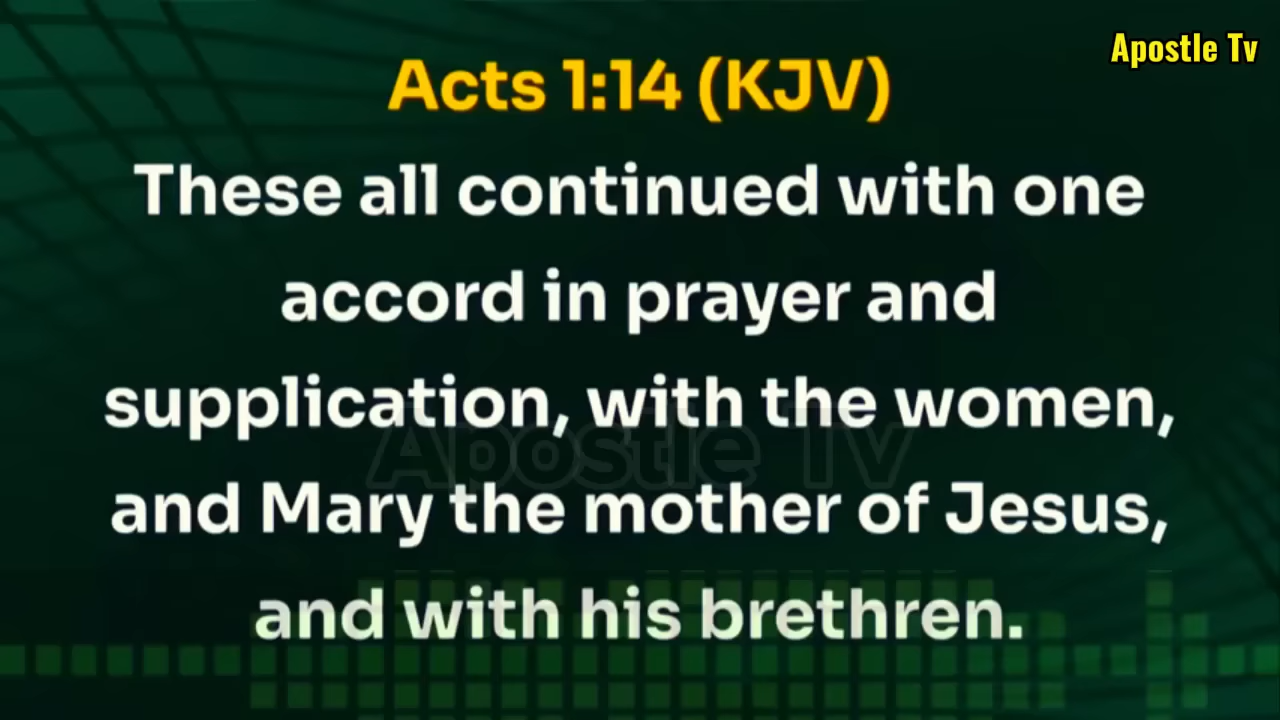 Apostle Tv
Acts 1:14 (KJV)
These all continued with one
accord in prayer and
supplication, with the women,
Apostle Tv
and Mary the mother of Jesus,
and with his brethren.